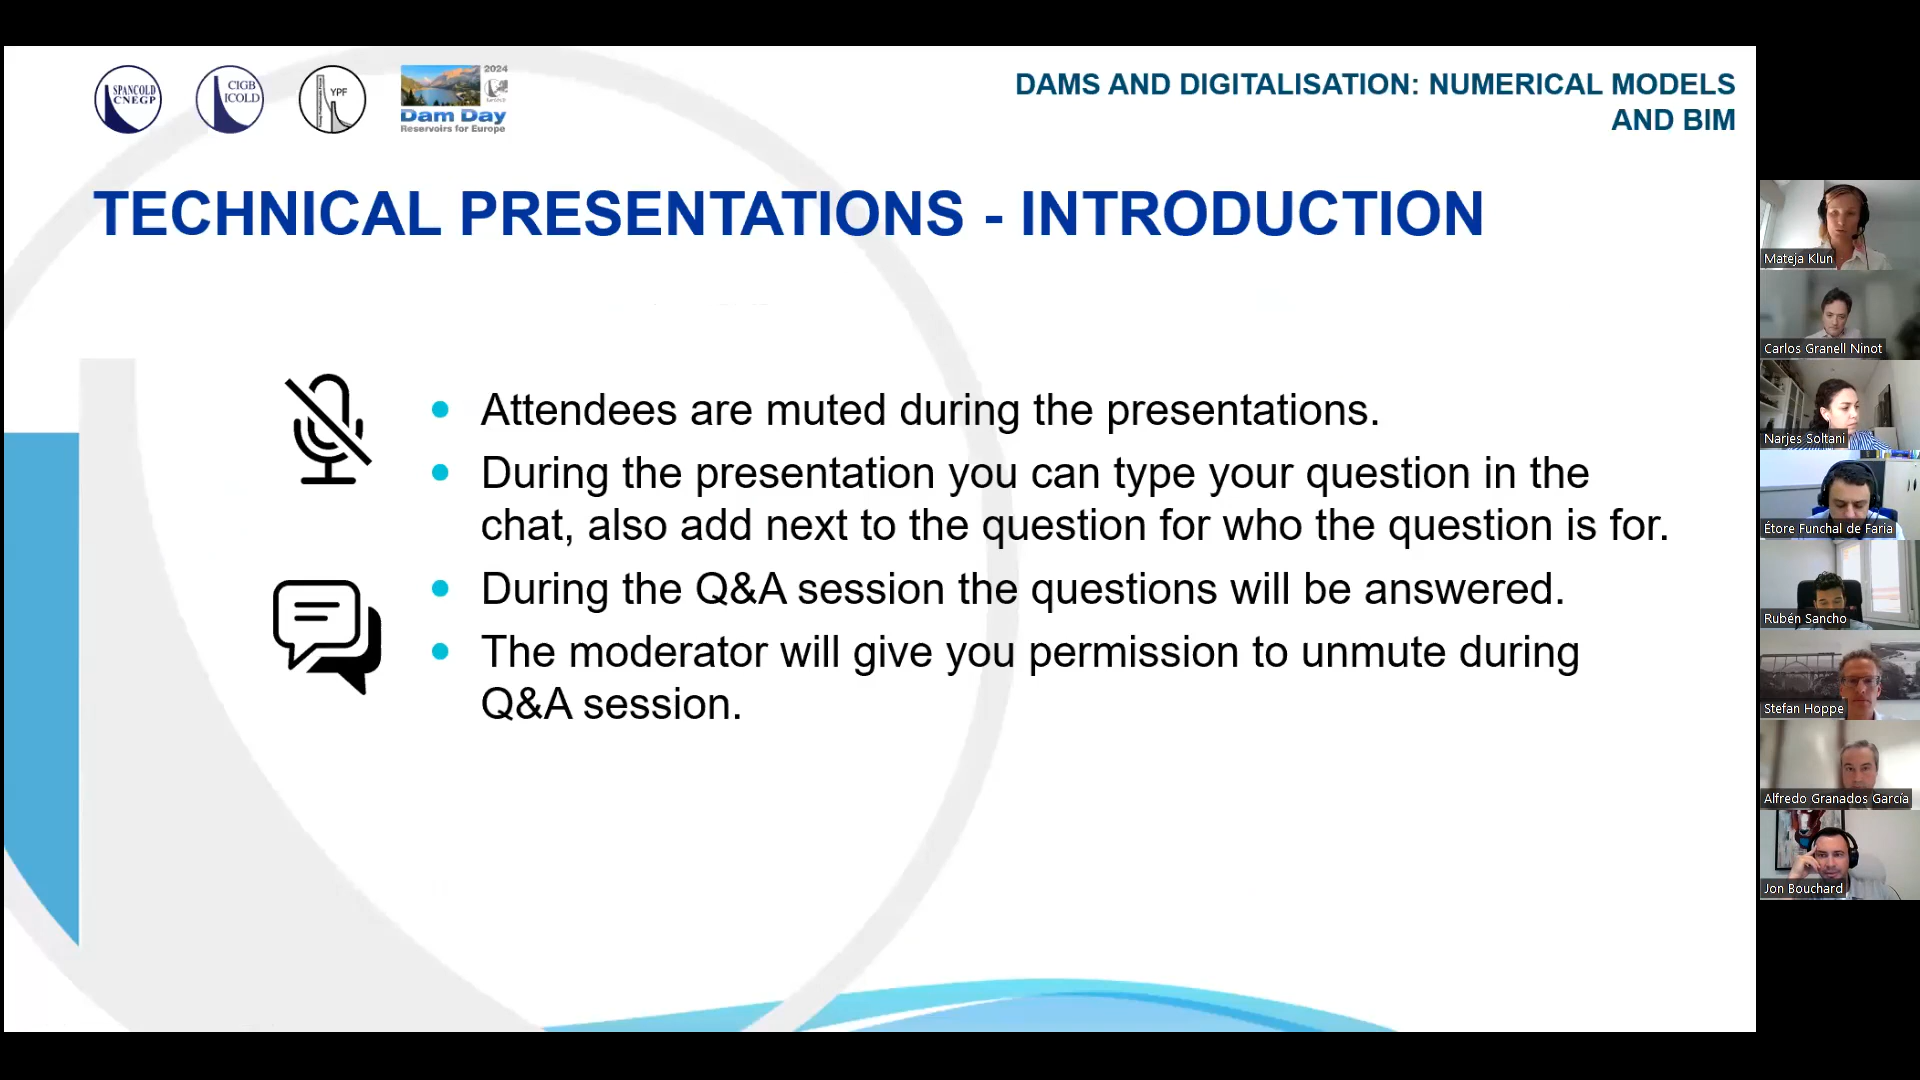 SPANCOLD
CNEGP
CIGB
ICOLD
YPF
2024
Dam Day
Reservoirs for Europe
DAMS AND DIGITALISATION: NUMERICAL MODELS
AND BIM
TECHNICAL PRESENTATIONS - INTRODUCTION
• Attendees are muted during the presentations.
• During the presentation you can type your question in the
chat, also add next to the question for who the question is for.
• During the Q&A session the questions will be answered.
• The moderator will give you permission to unmute during
Q&A session.
Mateja Klun
Carlos Granell Ninot
Narjes Soltani
Étore Funchal de Faria
Rubén Sancho
Stefan Hoppe
Alfredo Granados García
Jon Bouchard